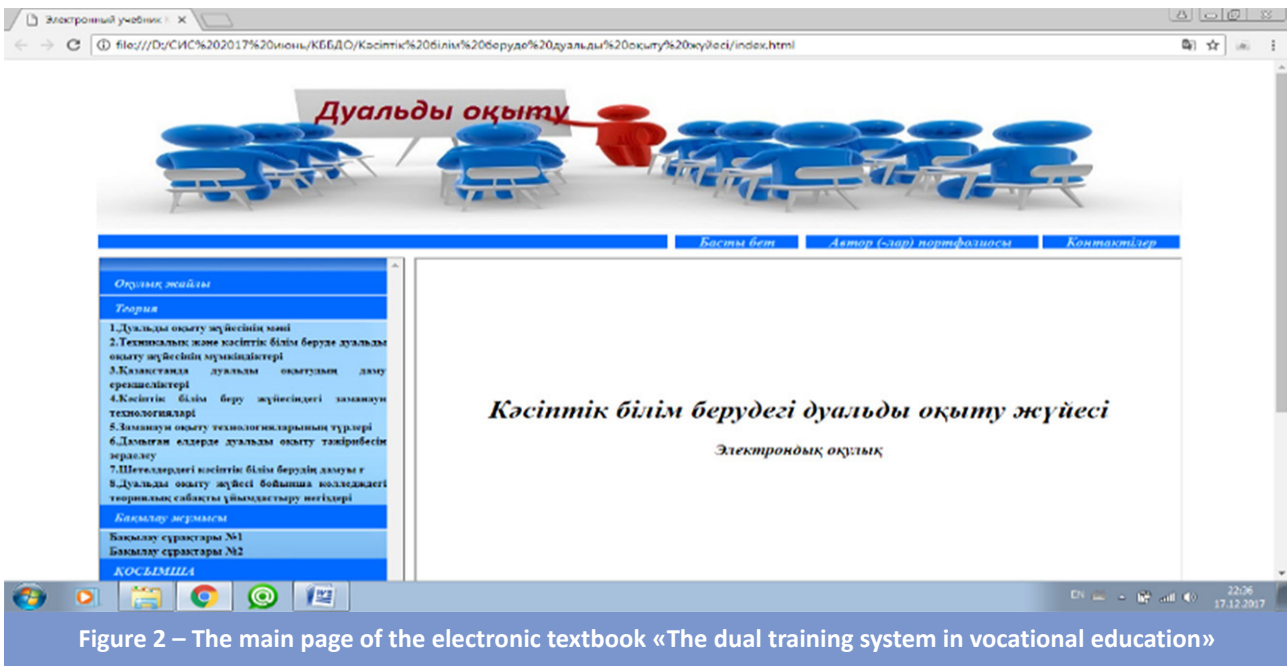 Электронный учебник
file:///D:/СИС%202017%20июнь/КББДО/Кәсіптік%20білім%20беруде%20дуальды%20оқыту%20жүйесі/index.html
Дуальды оқыту
Басты бет
Автор (-лар) портфолиосы
Контактілер
Оқулық жайлы
Теория
1.Дуальды оқыту жүйесінің мәні
2.Техникалық және кәсіптік білім беруде дуальды
оқыту жүйесінің мүмкіндіктері
3.Қазақстанда дуальды оқытудың даму
ерекшеліктері
4.Кәсіптік білім беру жүйесіндегі заманауи
технологиялары
5.Заманауи оқыту технологияларының түрлері
6.Дамыған елдерде дуальды оқыту тәжірибесін
зерделеу
7.Шетелдердегі кәсіптік білім берудің дамуы
8.Дуальды оқыту жүйесі бойынша колледждегі
теориялық сабақты ұйымдастыру негіздері
Бақылау жұмысы
Бақылау сұрақтары №1
Бақылау сұрақтары №2
ҚОСЫМША
Кәсіптік білім берудегі дуальды оқыту жүйесі
Электрондық оқулық
EN
22:36
17.12.2017
Figure 2 – The main page of the electronic textbook «The dual training system in vocational education»